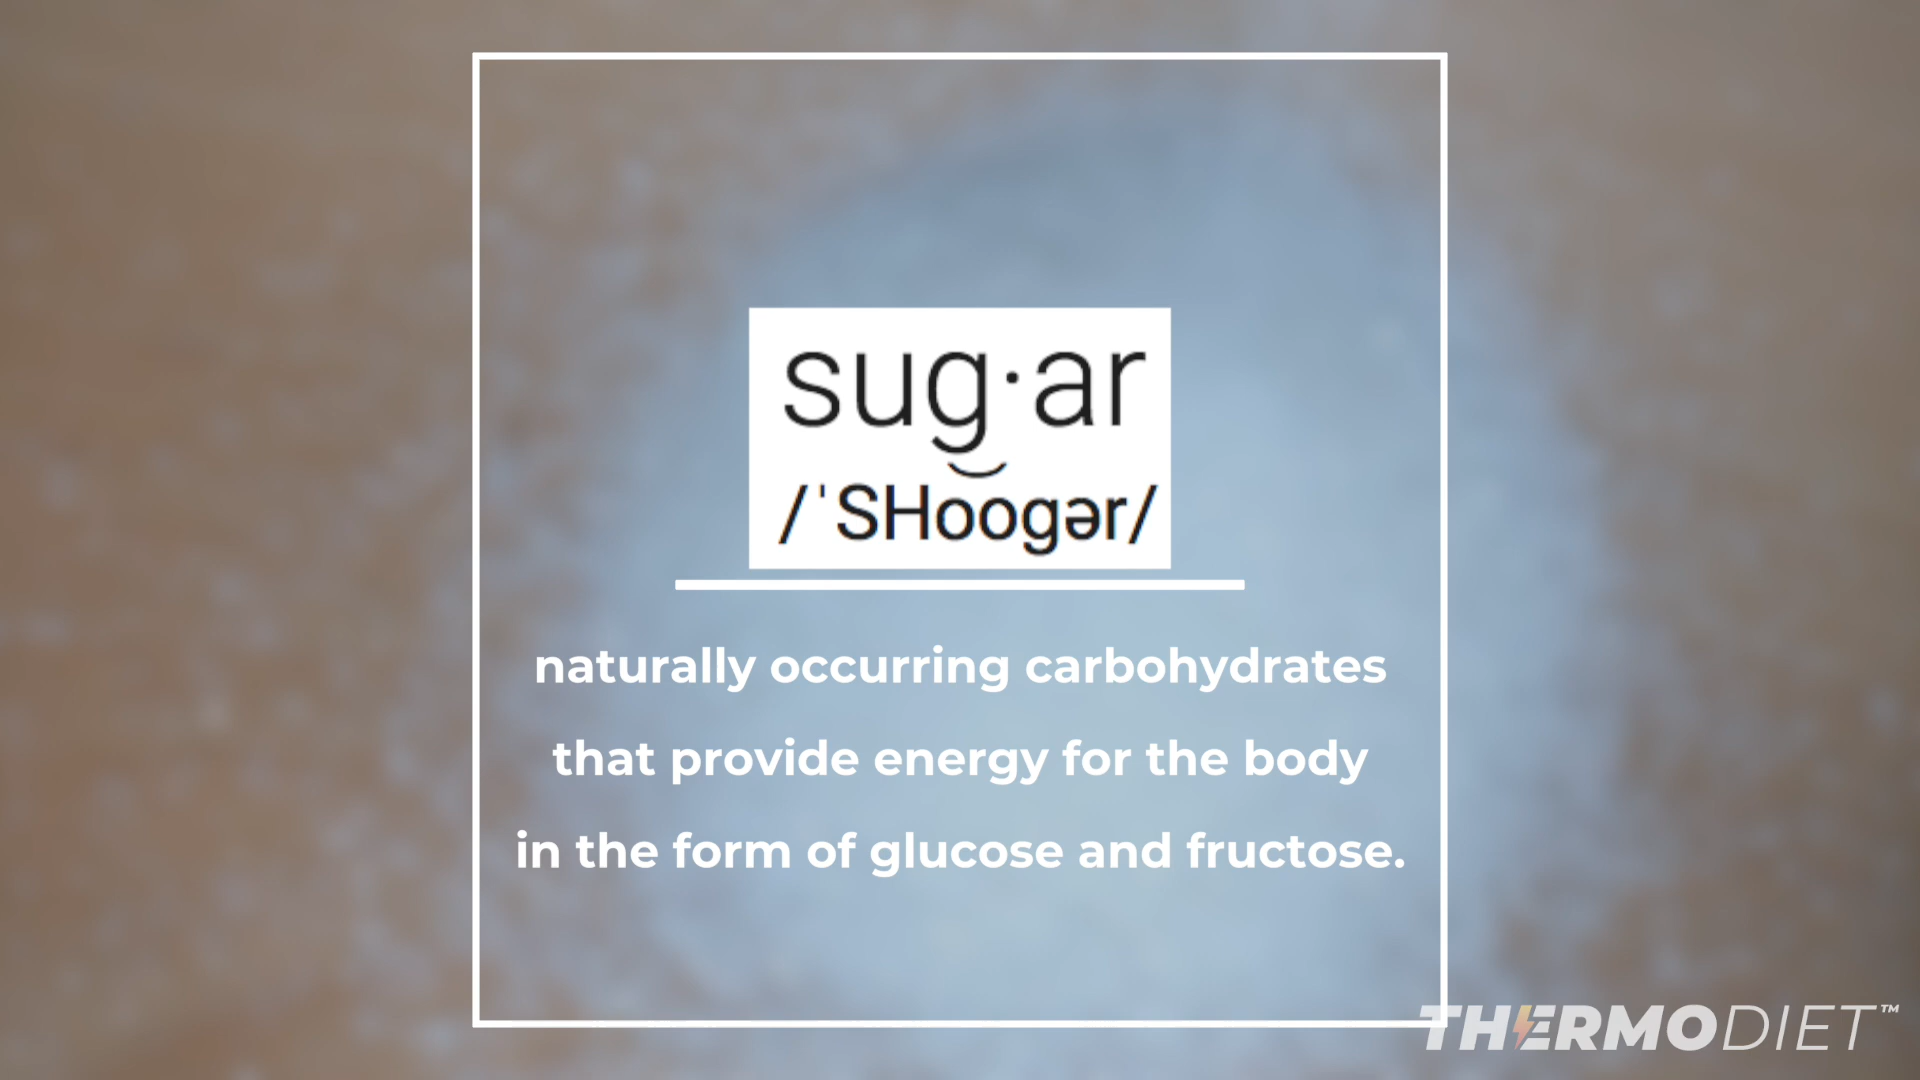 sug·ar
/ˈSHo͝ogər/
naturally occurring carbohydrates
that provide energy for the body
in the form of glucose and fructose.
THERMODIET™